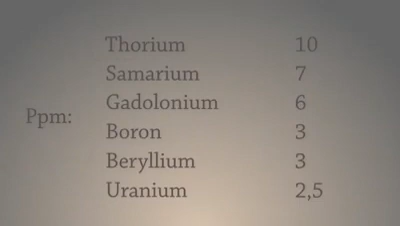 Thorium 10
Samarium 7
Gadolonium 6
Ppm:
Boron 3
Beryllium 3
Uranium 2,5